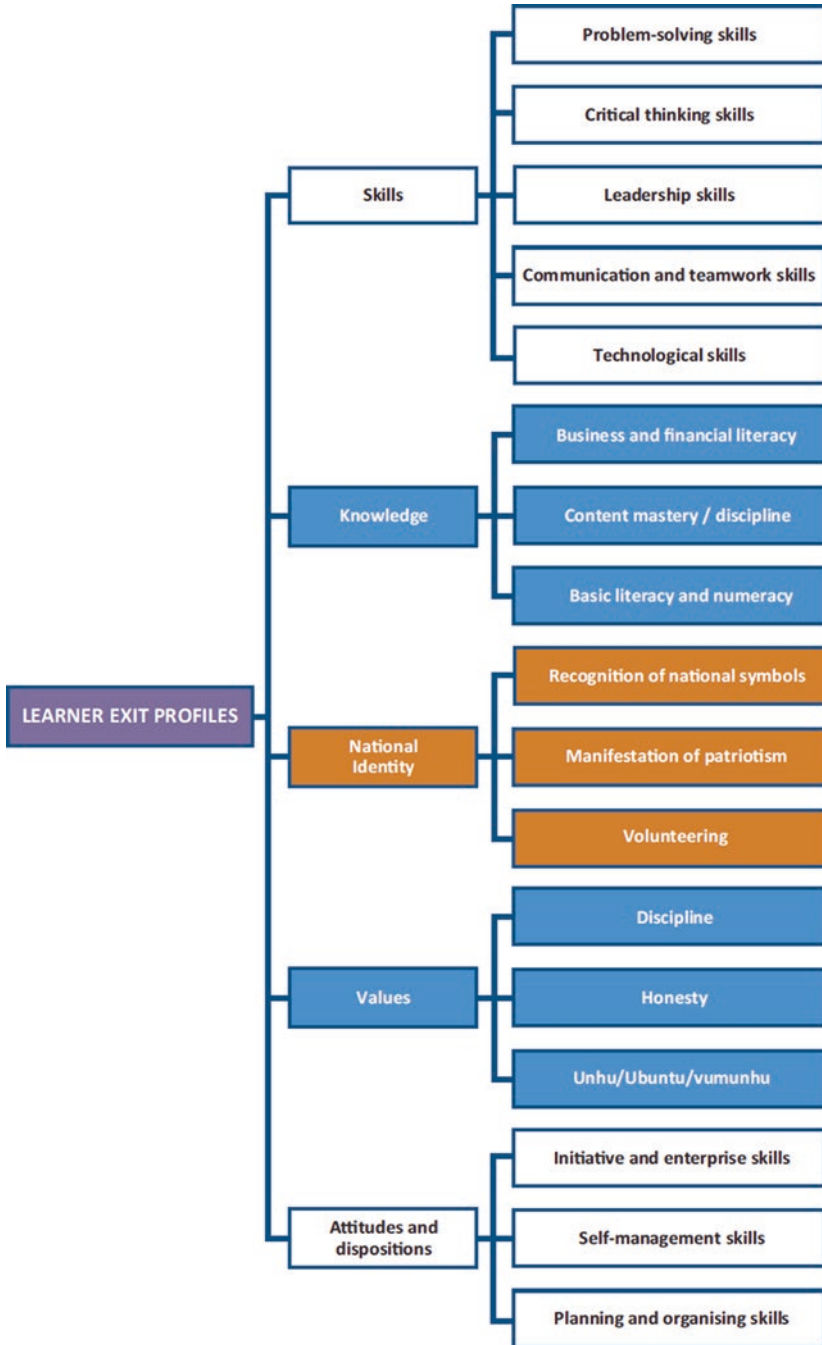 Problem-solving skills
Critical thinking skills
Skills
Leadership skills
Communication and teamwork skills
Technological skills
Business and financial literacy
Knowledge
Content mastery / discipline
Basic literacy and numeracy
LEARNER EXIT PROFILES
Recognition of national symbols
National
Identity
Manifestation of patriotism
Volunteering
Discipline
Values
Honesty
Unhu/Ubuntu/vumunhu
Initiative and enterprise skills
Attitudes and
dispositions
Self-management skills
Planning and organising skills